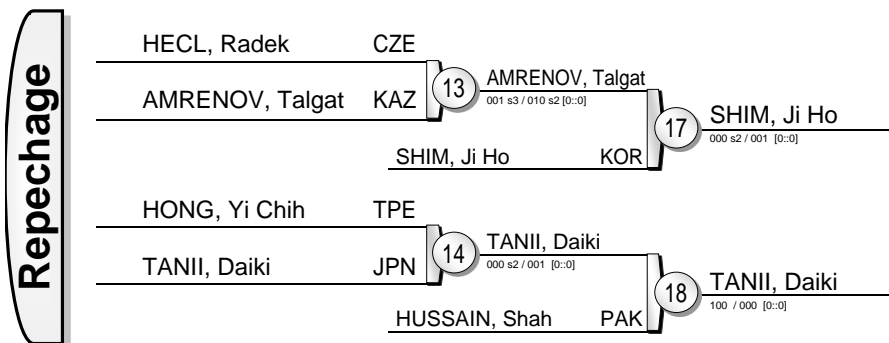 Repechage
HECL, Radek CZE
AMRENOV, Talgat KAZ
13
AMRENOV, Talgat
001 s3 / 010 s2 [0::0]
SHIM, Ji Ho KOR
17
SHIM, Ji Ho
000 s2 / 001 [0::0]
HONG, Yi Chih TPE
TANII, Daiki JPN
14
TANII, Daiki
000 s2 / 001 [0::0]
HUSSAIN, Shah PAK
18
TANII, Daiki
100 / 000 [0::0]